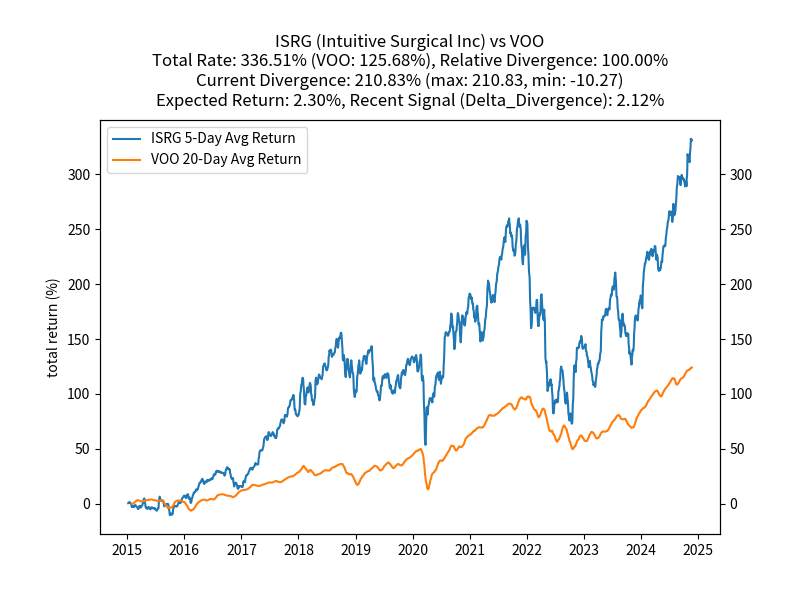 ISRG (Intuitive Surgical Inc) vs VOO
Total Rate: 336.51% (VOO: 125.68%), Relative Divergence: 100.00%
Current Divergence: 210.83% (max: 210.83, min: -10.27)
Expected Return: 2.30%, Recent Signal (Delta_Divergence): 2.12%
ISRG 5-Day Avg Return
VOO 20-Day Avg Return
300 300
250 250
200 200
150 150
100 100
50 50
0 0
total return (%)
2015 2016 2017 2018 2019 2020 2021 2022 2023 2024 2025